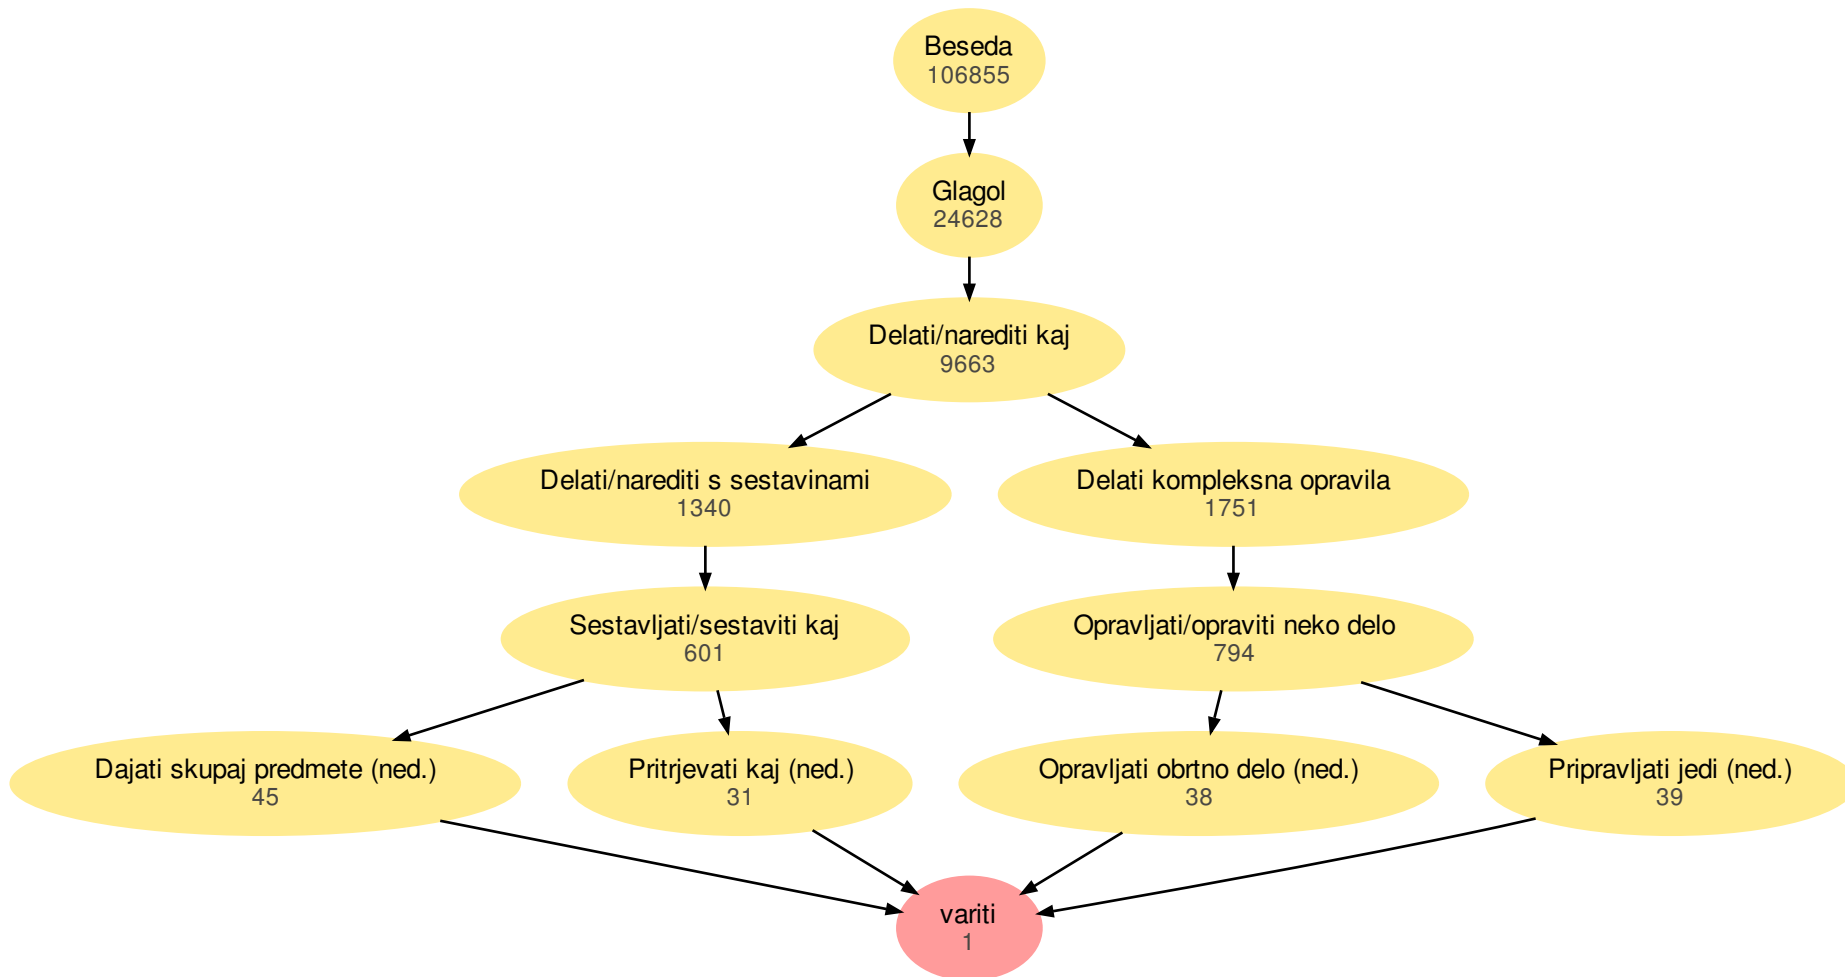 Beseda
106855
Glagol
24628
Delati/narediti kaj
9663
Delati/narediti s sestavinami
1340
Delati kompleksna opravila
1751
Sestavljati/sestaviti kaj
601
Opravljati/opraviti neko delo
794
Dajati skupaj predmete (ned.)
45
Pritrjevati kaj (ned.)
31
Opravljati obrtno delo (ned.)
38
Pripravljati jedi (ned.)
39
variti
1